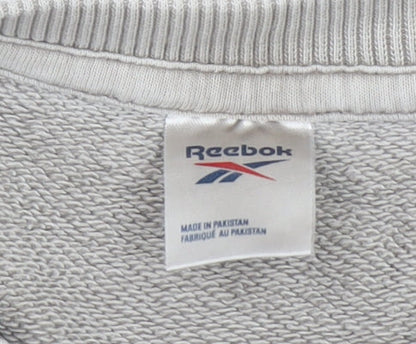 Reebok
MADE IN PAKISTAN
FABRIQUÉ AU PAKISTAN